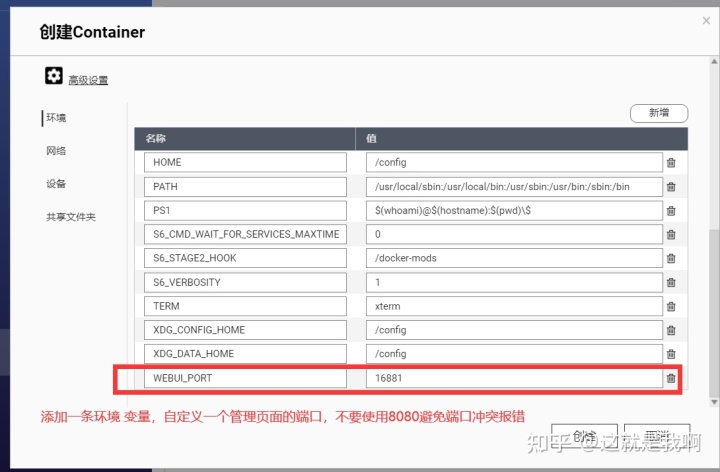 创建Container
高级设置
环境
网络
设备
共享文件夹
新增
名称 值
HOME /config
PATH /usr/local/sbin:/usr/local/bin:/usr/sbin:/usr/bin:/sbin:/bin
PS1 $(whoami)@$(hostname):$(pwd)\$
S6_CMD_WAIT_FOR_SERVICES_MAXTIME 0
S6_STAGE2_HOOK /docker-mods
S6_VERBOSITY 1
TERM xterm
XDG_CONFIG_HOME /config
XDG_DATA_HOME /config
WEBUI_PORT 16881
添加一条环境 变量，自定义一个管理页面的端口，不要使用8080避免端口冲突报错
创建 取消
知乎 @这就是我啊